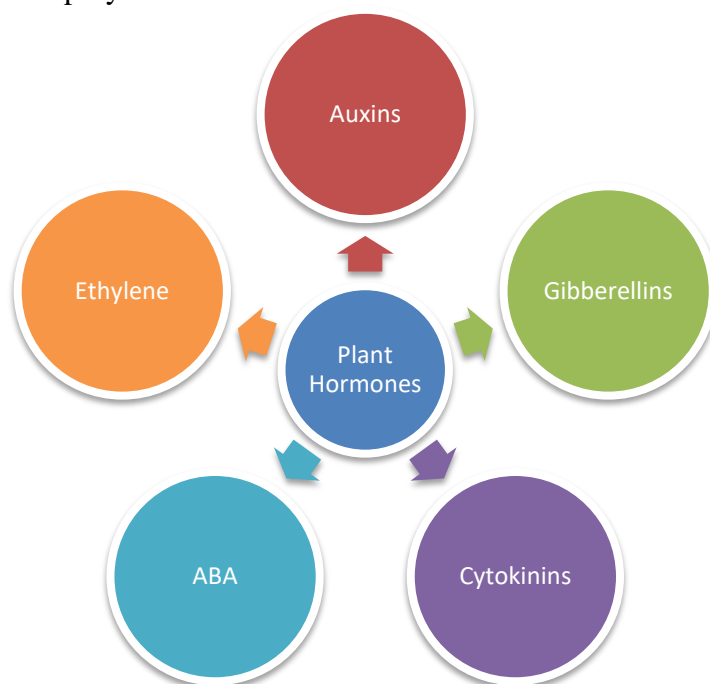 Auxins
Ethylene
Gibberellins
Plant
Hormones
ABA
Cytokinins